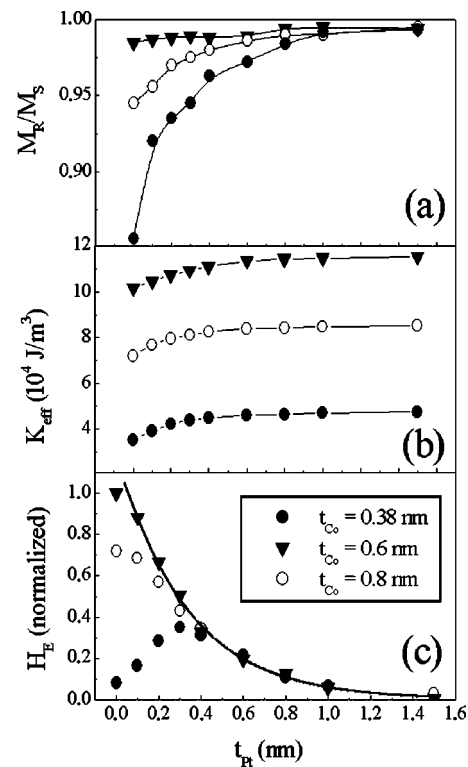 1.00
0.95
0.90
M_R/M_S
(a)
12
10
8
6
4
K_eff (10^4 J/m^3)
(b)
1.0
0.8
0.6
0.4
0.2
0.0
H_E (normalized)
t_Co = 0.38 nm
t_Co = 0.6 nm
t_Co = 0.8 nm
(c)
0.0 0.2 0.4 0.6 0.8 1.0 1.2 1.4 1.6
t_Pt (nm)